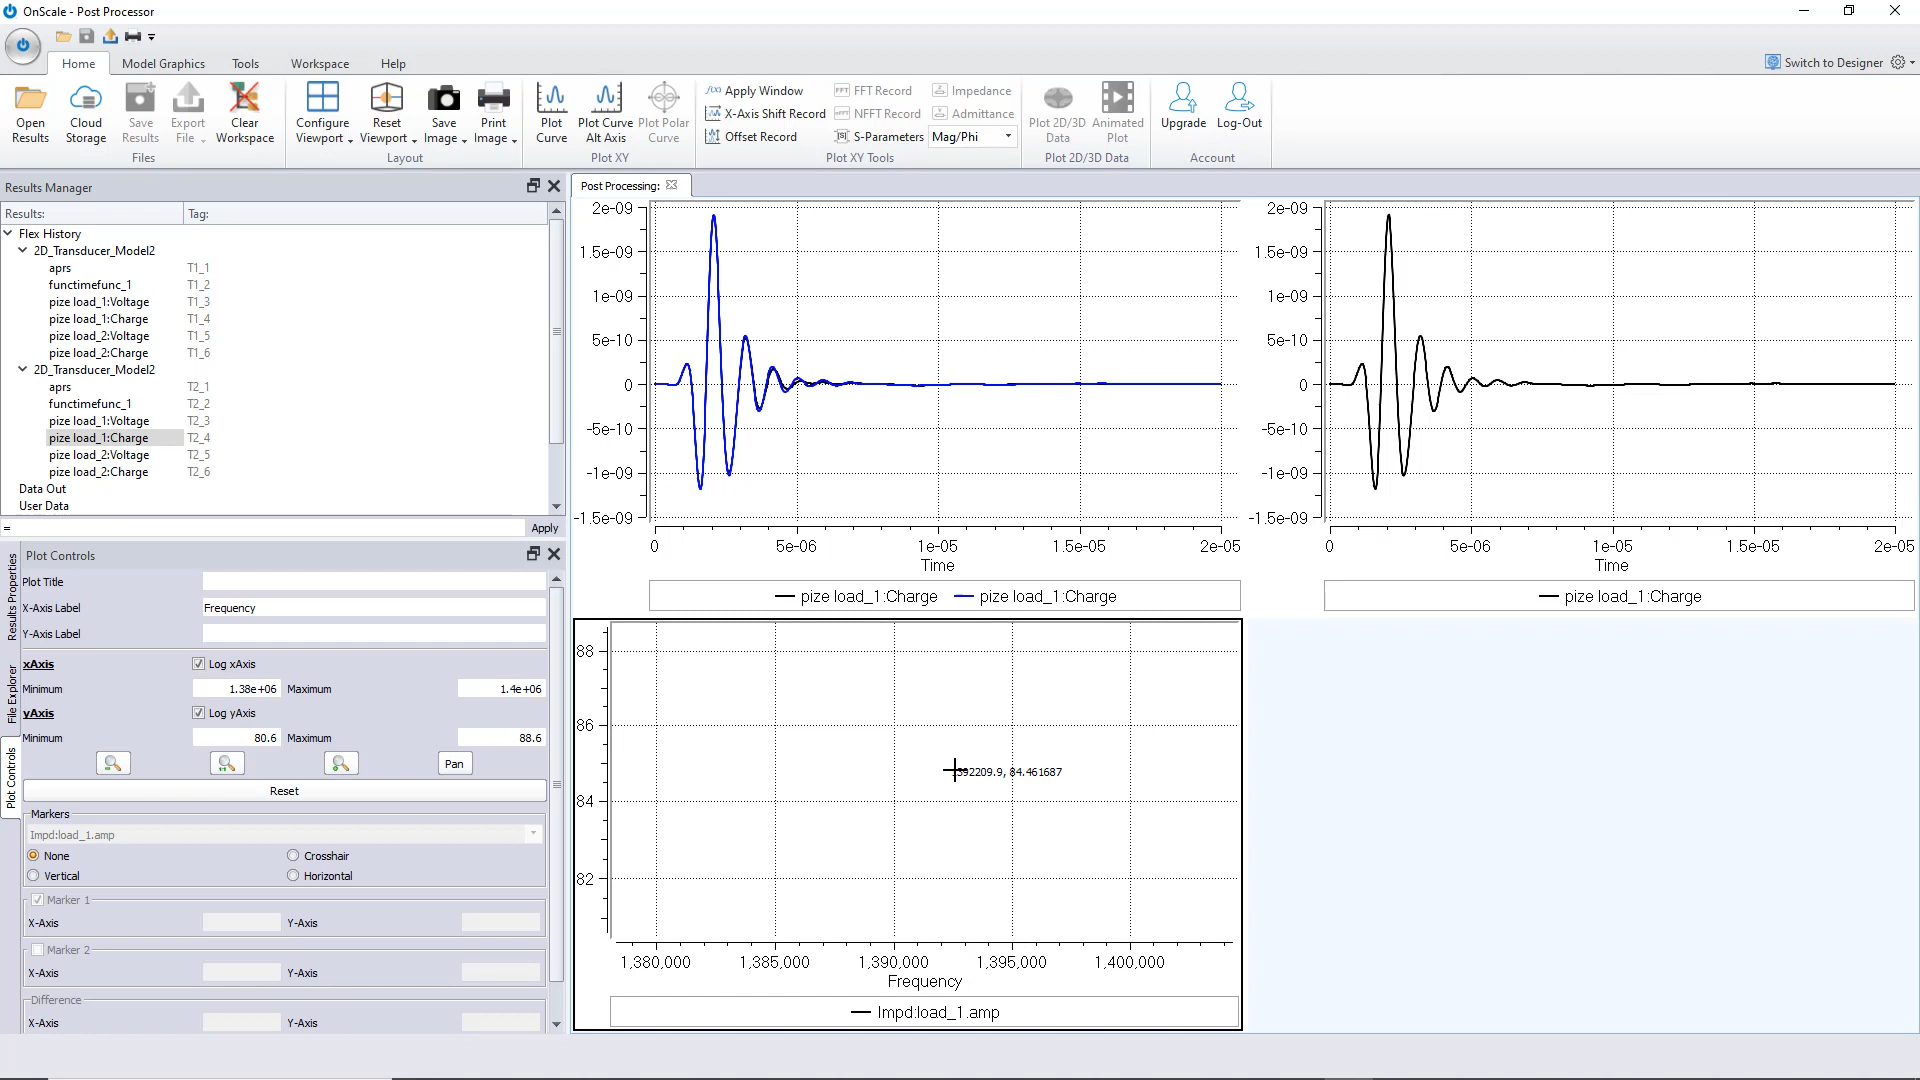 OnScale - Post Processor
Home Model Graphics Tools Workspace Help
Switch to Designer
Open Results
Cloud Storage
Save Results
Export File
Clear Workspace
Files
Configure Viewport
Reset Viewport
Save Image
Print Image
Layout
Plot Curve
Plot Curve Alt Axis
Plot Polar Curve
Plot XY
Apply Window
X-Axis Shift Record
Offset Record
FFT Record
NFFT Record
S-Parameters
Impedance
Admittance
Mag/Phi
Plot XY Tools
Plot 2D/3D Data
Animated Plot
Plot 2D/3D Data
Upgrade
Log-Out
Account
Results Manager
Results: Tag:
Flex History
2D_Transducer_Model2
aprs T1_1
functimefunc_1 T1_2
pize load_1:Voltage T1_3
pize load_1:Charge T1_4
pize load_2:Voltage T1_5
pize load_2:Charge T1_6
2D_Transducer_Model2
aprs T2_1
functimefunc_1 T2_2
pize load_1:Voltage T2_3
pize load_1:Charge T2_4
pize load_2:Voltage T2_5
pize load_2:Charge T2_6
Data Out
User Data
= Apply
Results Properties
File Explorer
Plot Controls
Plot Controls
Plot Title
X-Axis Label Frequency
Y-Axis Label
xAxis Log xAxis
Minimum 1.38e+06 Maximum 1.4e+06
yAxis Log yAxis
Minimum 80.6 Maximum 88.6
Pan
Reset
Markers
Impd:load_1.amp
None Crosshair
Vertical Horizontal
Marker 1
X-Axis Y-Axis
Marker 2
X-Axis Y-Axis
Difference
X-Axis Y-Axis
Post Processing:
2e-09
1.5e-09
1e-09
5e-10
0
-5e-10
-1e-09
-1.5e-09
0 5e-06 1e-05 1.5e-05 2e-05
Time
pize load_1:Charge pize load_1:Charge
2e-09
1.5e-09
1e-09
5e-10
0
-5e-10
-1e-09
-1.5e-09
0 5e-06 1e-05 1.5e-05 2e-05
Time
pize load_1:Charge
88
86
84
82
1392209.9, 84.461687
1,380,000 1,385,000 1,390,000 1,395,000 1,400,000
Frequency
Impd:load_1.amp